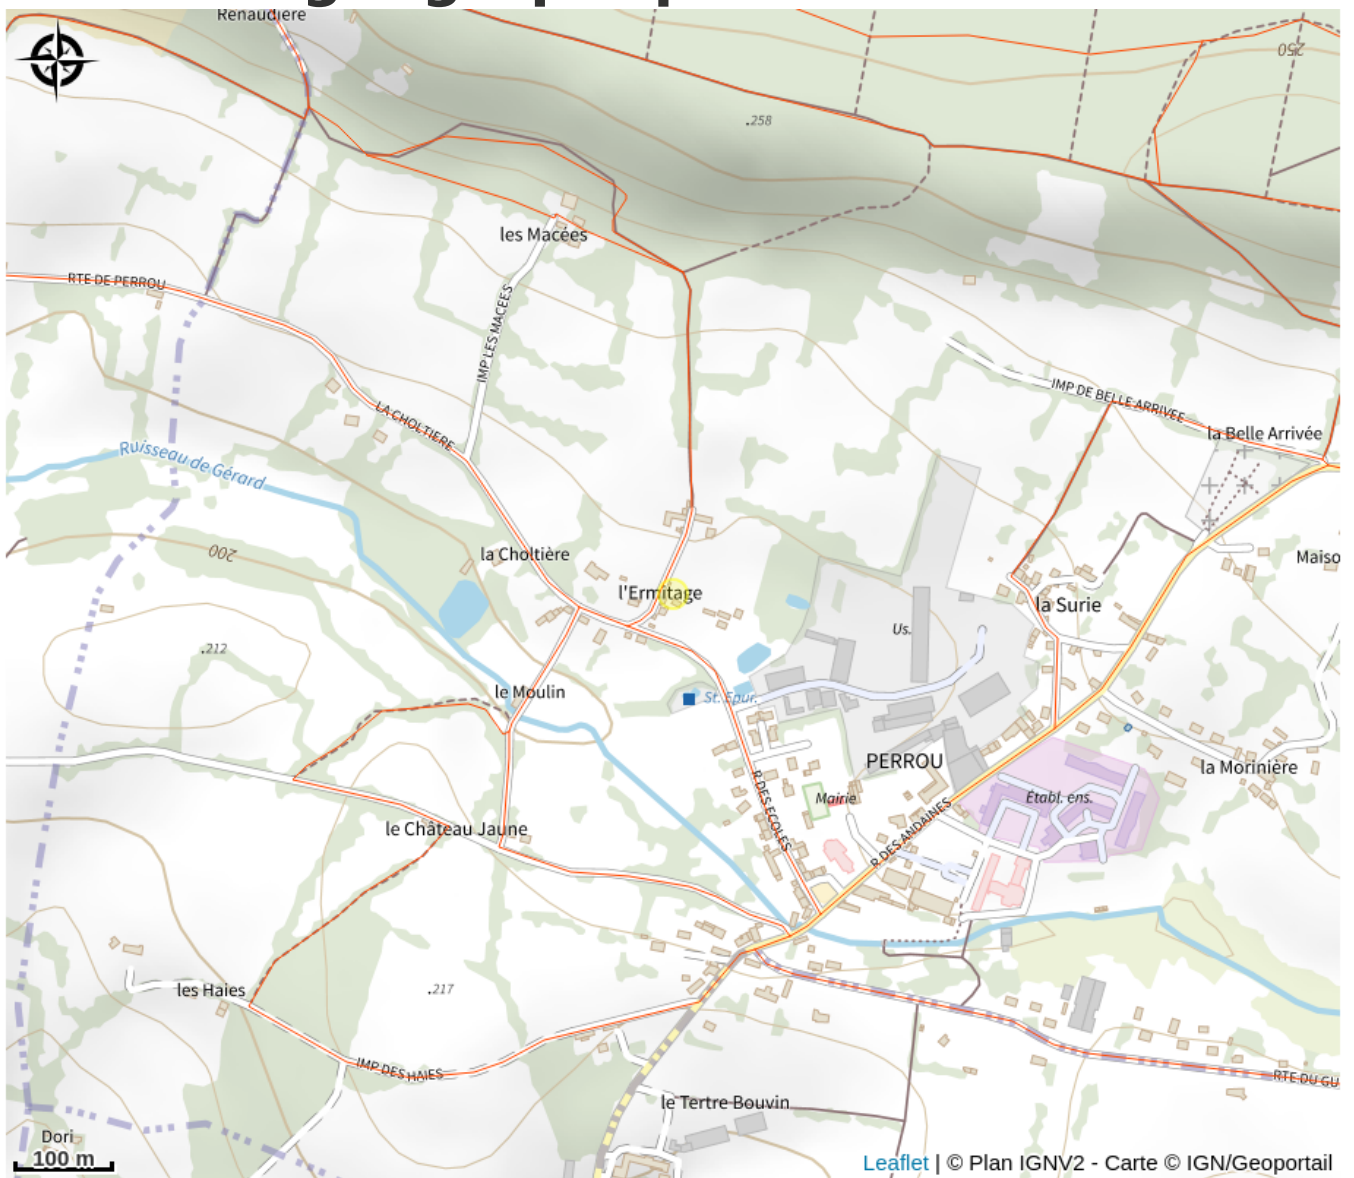 Renaudière
250
.258
les Macées
RTE DE PERROU
IMP LES MACEES
IMP DE BELLE ARRIVEE
LA CHOLTIERE
la Belle Arrivée
Ruisseau de Gérard
200
la Choltière
Maiso
l'Ermitage
la Surie
Us.
.212
le Moulin
St. Epur.
PERROU
la Morinière
R DES ECOLES
Mairie
Établ. ens.
le Château Jaune
R DES ANDAINES
les Haies
.217
IMP DES HAIES
RTE DU GU
le Tertre Bouvin
Dori
100 m
Leaflet | © Plan IGNV2 - Carte © IGN/Geoportail